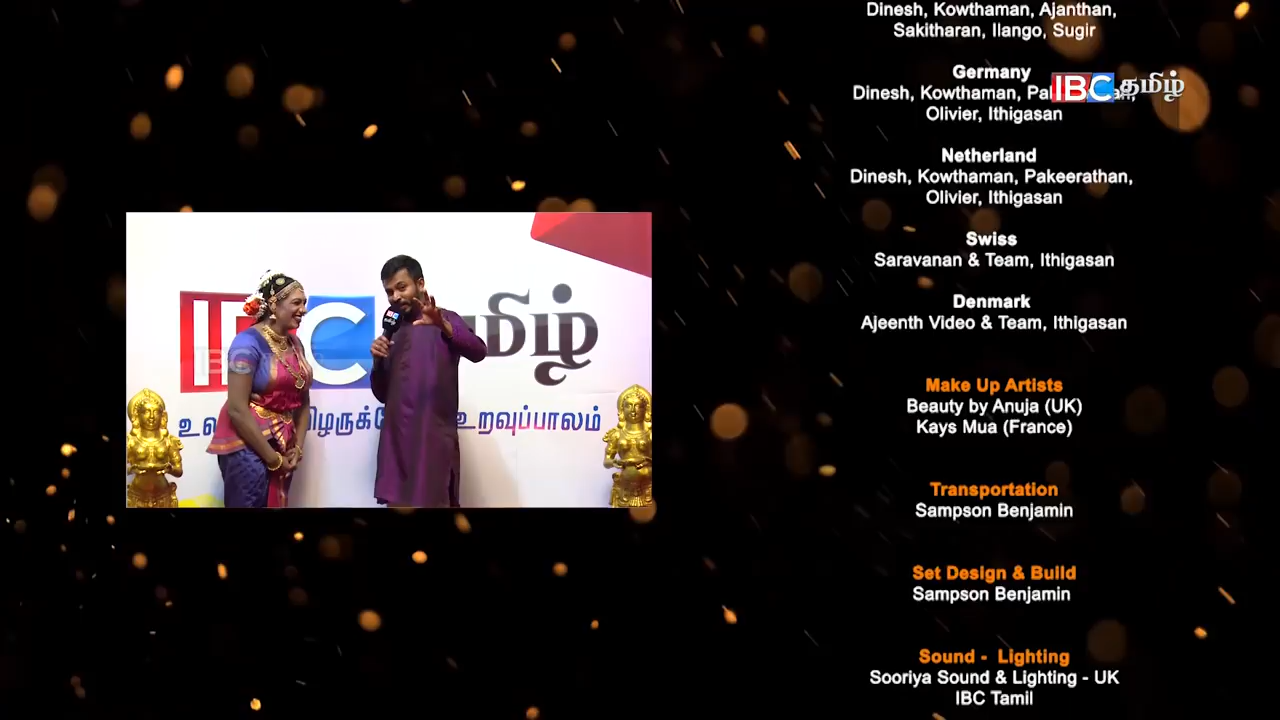 Dinesh, Kowthaman, Ajanthan,
Sakitharan, Ilango, Sugir
Germany
IBC தமிழ்
Dinesh, Kowthaman,
Olivier, Ithigasan
Netherland
Dinesh, Kowthaman, Pakeerathan,
Olivier, Ithigasan
Swiss
Saravanan & Team, Ithigasan
Denmark
Ajeenth Video & Team, Ithigasan
Make Up Artists
Beauty by Anuja (UK)
Kays Mua (France)
Transportation
Sampson Benjamin
Set Design & Build
Sampson Benjamin
Sound - Lighting
Sooriya Sound & Lighting - UK
IBC Tamil
IBC
உறவுப்பாலம்